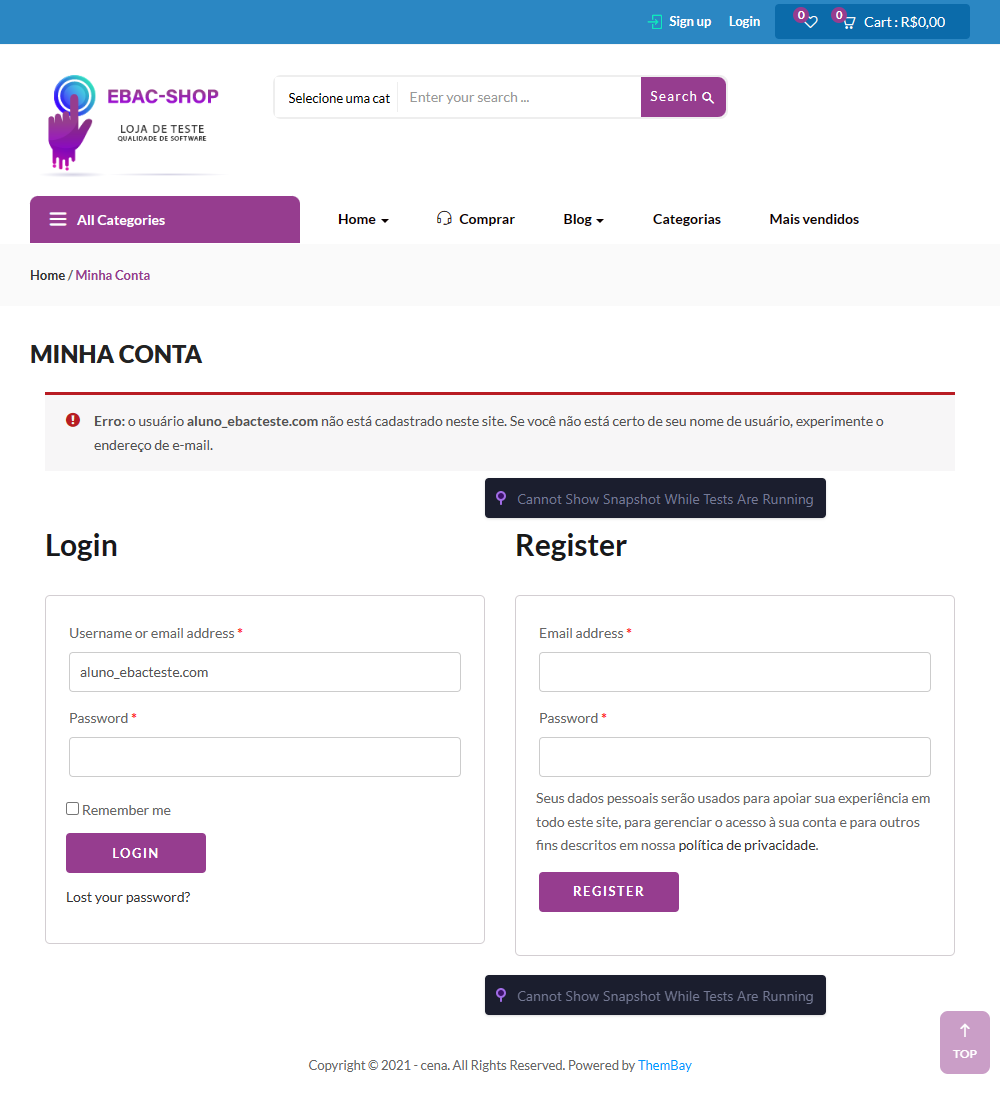 Sign up Login 0 0 Cart : R$0,00
EBAC-SHOP
LOJA DE TESTE
QUALIDADE DE SOFTWARE
Selecione uma cat Enter your search ... Search
All Categories Home Comprar Blog Categorias Mais vendidos
Home / Minha Conta
MINHA CONTA
Erro: o usuário aluno_ebacteste.com não está cadastrado neste site. Se você não está certo de seu nome de usuário, experimente o
endereço de e-mail.
Cannot Show Snapshot While Tests Are Running
Login
Username or email address *
aluno_ebacteste.com
Password *
Remember me
LOGIN
Lost your password?
Register
Email address *
Password *
Seus dados pessoais serão usados para apoiar sua experiência em
todo este site, para gerenciar o acesso à sua conta e para outros
fins descritos em nossa política de privacidade.
REGISTER
Cannot Show Snapshot While Tests Are Running
TOP
Copyright © 2021 - cena. All Rights Reserved. Powered by ThemBay